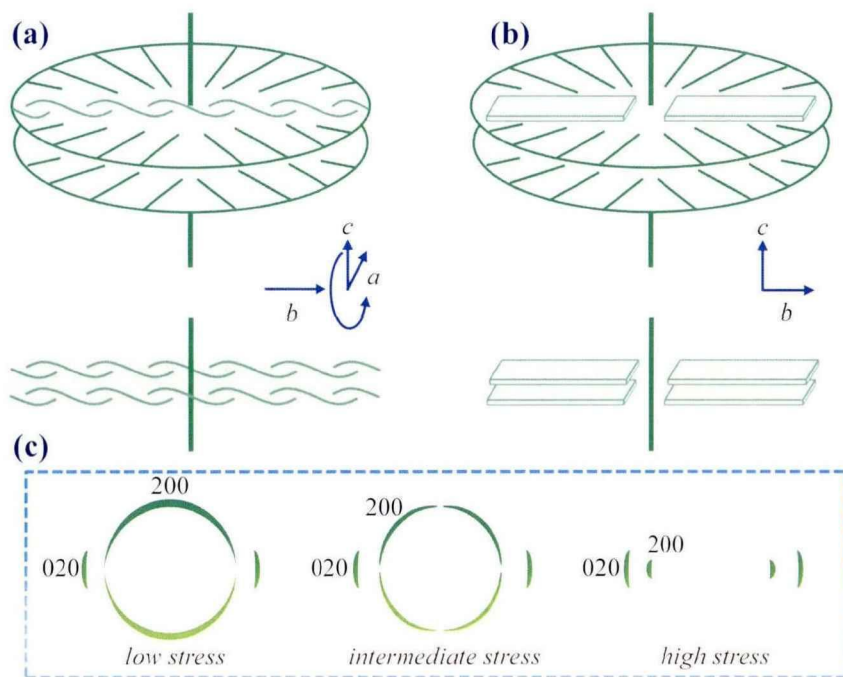 (a)
(b)
c
a
b
c
b
(c)
200
020
200
020
200
020
low stress
intermediate stress
high stress